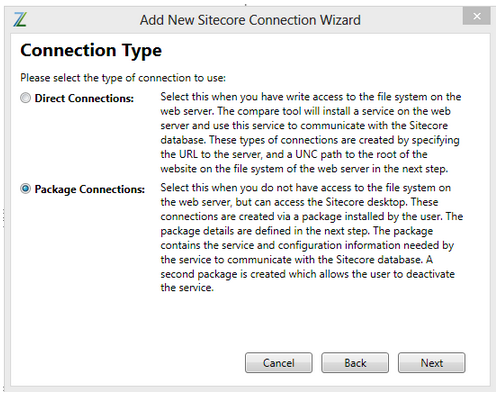 Add New Sitecore Connection Wizard
Connection Type
Please select the type of connection to use:
Direct Connections:
Select this when you have write access to the file system on the
web server. The compare tool will install a service on the web
server and use this service to communicate with the Sitecore
database. These types of connections are created by specifying
the URL to the server, and a UNC path to the root of the
website on the file system of the web server in the next step.
Package Connections:
Select this when you do not have access to the file system on
the web server, but can access the Sitecore desktop. These
connections are created via a package installed by the user. The
package details are defined in the next step. The package
contains the service and configuration information needed by
the service to communicate with the Sitecore database. A
second package is created which allows the user to deactivate
the service.
Cancel
Back
Next